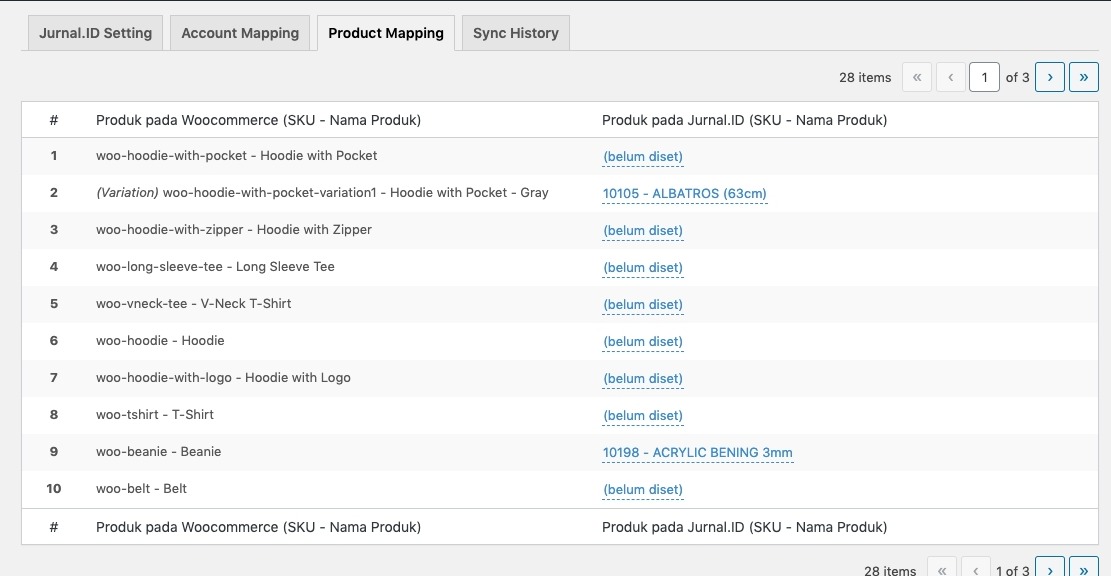 Jurnal.ID Setting Account Mapping Product Mapping Sync History
28 items « ‹ 1 of 3 › »
# Produk pada Woocommerce (SKU - Nama Produk) Produk pada Jurnal.ID (SKU - Nama Produk)
1 woo-hoodie-with-pocket - Hoodie with Pocket (belum diset)
2 (Variation) woo-hoodie-with-pocket-variation1 - Hoodie with Pocket - Gray 10105 - ALBATROS (63cm)
3 woo-hoodie-with-zipper - Hoodie with Zipper (belum diset)
4 woo-long-sleeve-tee - Long Sleeve Tee (belum diset)
5 woo-vneck-tee - V-Neck T-Shirt (belum diset)
6 woo-hoodie - Hoodie (belum diset)
7 woo-hoodie-with-logo - Hoodie with Logo (belum diset)
8 woo-tshirt - T-Shirt (belum diset)
9 woo-beanie - Beanie 10198 - ACRYLIC BENING 3mm
10 woo-belt - Belt (belum diset)
# Produk pada Woocommerce (SKU - Nama Produk) Produk pada Jurnal.ID (SKU - Nama Produk)
28 items « ‹ 1 of 3 › »